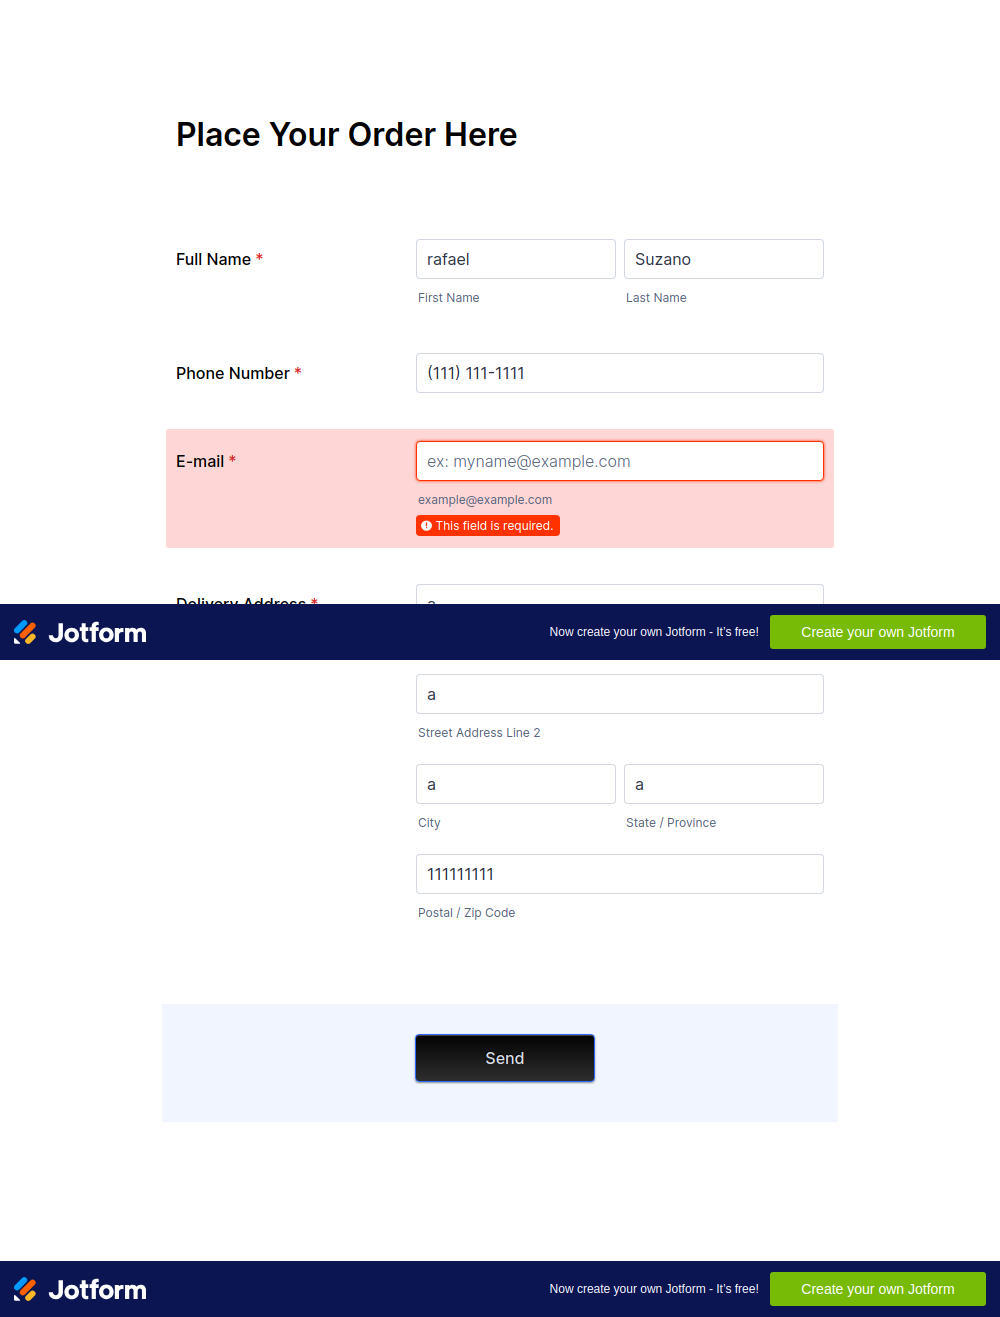 Place Your Order Here
Full Name * rafael Suzano
First Name Last Name
Phone Number * (111) 111-1111
E-mail * ex: myname@example.com
example@example.com
This field is required.
Delivery Address * a
Jotform Now create your own Jotform - It's free! Create your own Jotform
a
Street Address Line 2
a a
City State / Province
111111111
Postal / Zip Code
Send
Jotform Now create your own Jotform - It's free! Create your own Jotform